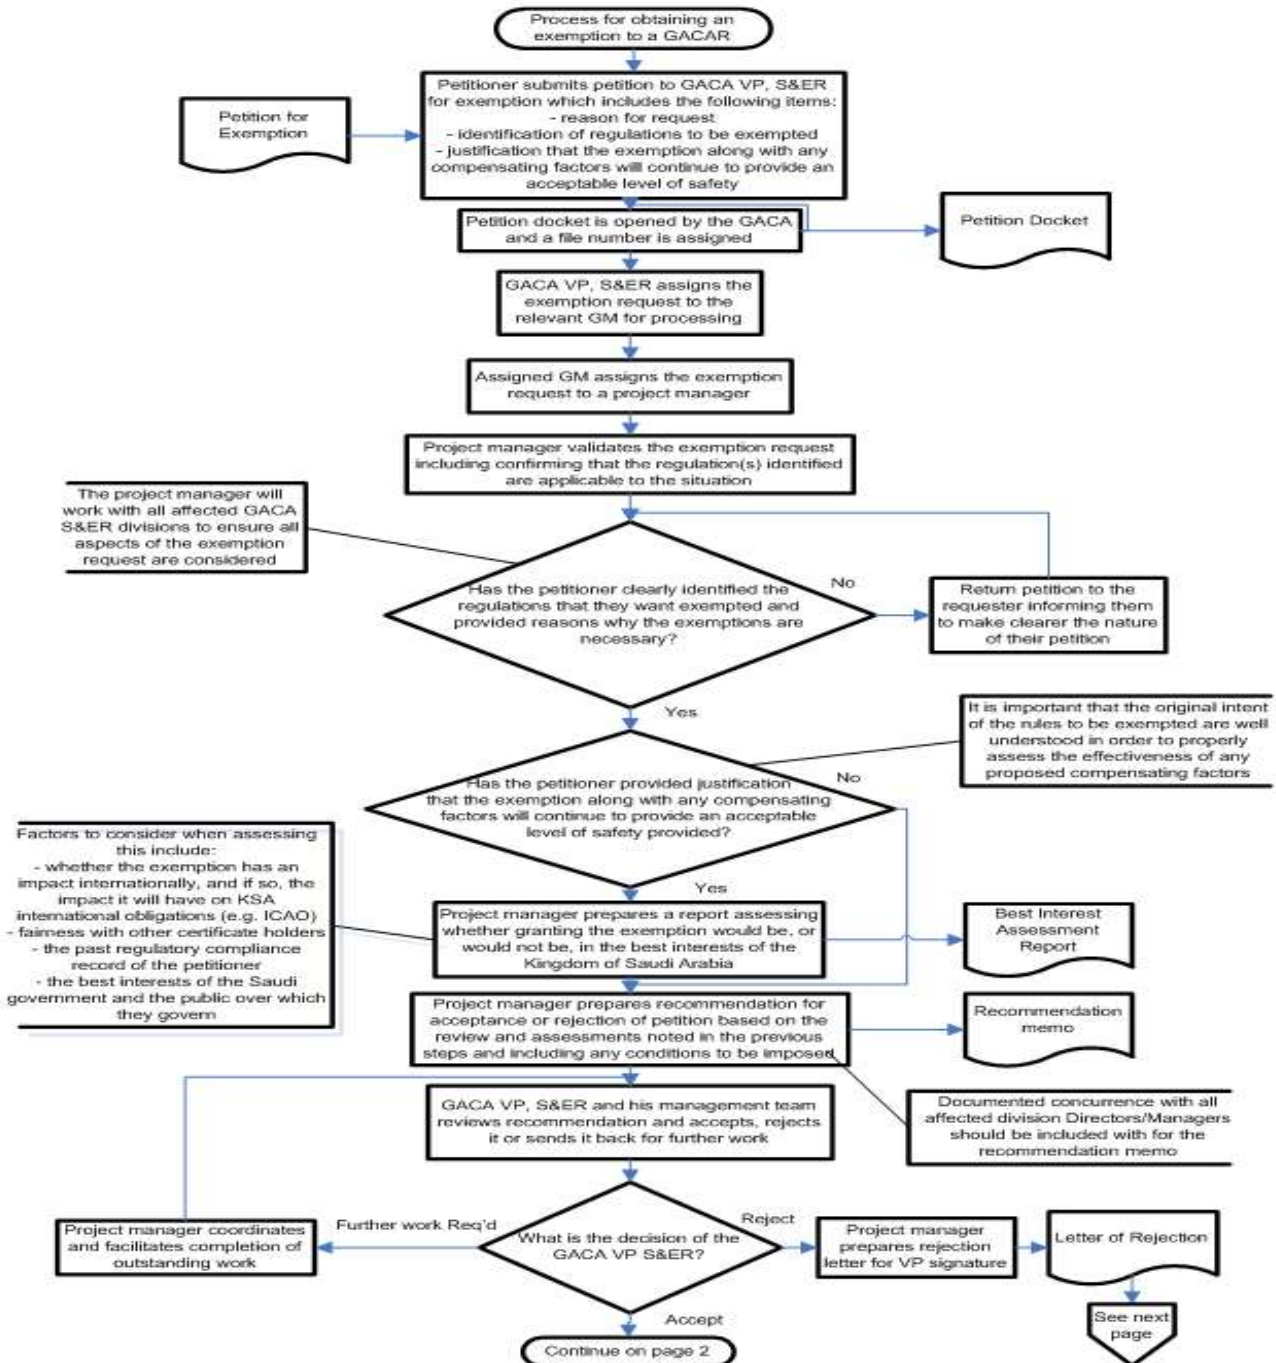 Process for obtaining an
exemption to a GACAR
Petitioner submits petition to GACA VP, S&ER
for exemption which includes the following items:
- reason for request
- identification of regulations to be exempted
- justification that the exemption along with any
compensating factors will continue to provide an
acceptable level of safety
Petition for
Exemption
Petition docket is opened by the GACA
and a file number is assigned
Petition Docket
GACA VP, S&ER assigns the
exemption request to the
relevant GM for processing
Assigned GM assigns the exemption
request to a project manager
Project manager validates the exemption request
including confirming that the regulation(s) identified
are applicable to the situation
The project manager will
work with all affected GACA
S&ER divisions to ensure all
aspects of the exemption
request are considered
Has the petitioner clearly identified the
regulations that they want exempted and
provided reasons why the exemptions are
necessary?
No
Return petition to the
requester informing them
to make clearer the nature
of their petition
Yes
It is important that the original intent
of the rules to be exempted are well
understood in order to properly
assess the effectiveness of any
proposed compensating factors
Has the petitioner provided justification
that the exemption along with any compensating
factors will continue to provide an acceptable
level of safety provided?
No
Yes
Factors to consider when assessing
this include:
- whether the exemption has an
impact internationally, and if so, the
impact it will have on KSA
international obligations (e.g. ICAO)
- fairness with other certificate holders
- the past regulatory compliance
record of the petitioner
- the best interests of the Saudi
government and the public over which
they govern
Project manager prepares a report assessing
whether granting the exemption would be, or
would not be, in the best interests of the
Kingdom of Saudi Arabia
Best Interest
Assessment
Report
Project manager prepares recommendation for
acceptance or rejection of petition based on the
review and assessments noted in the previous
steps and including any conditions to be imposed
Recommendation
memo
GACA VP, S&ER and his management team
reviews recommendation and accepts, rejects
it or sends it back for further work
Documented concurrence with all
affected division Directors/Managers
should be included with for the
recommendation memo
What is the decision of the
GACA VP S&ER?
Further work Req'd
Project manager coordinates
and facilitates completion of
outstanding work
Reject
Project manager
prepares rejection
letter for VP signature
Letter of Rejection
See next
page
Accept
Continue on page 2